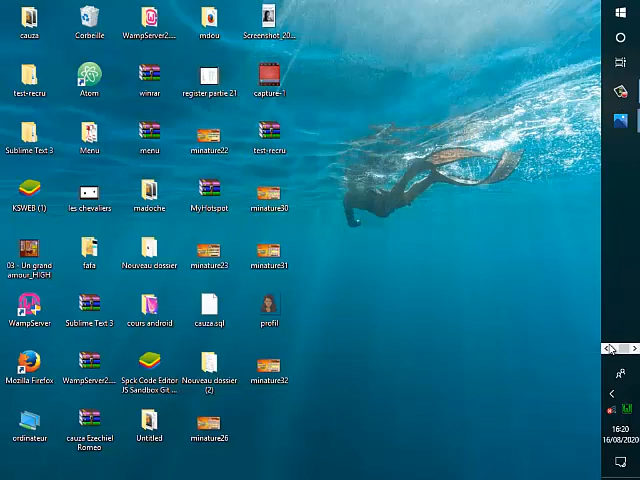 cauza
Corbeille
WampServer2....
mdou
Screenshot_20...
test-recru
Atom
winrar
register partie 21
capture-1
Sublime Text 3
Menu
menu
minature22
test-recru
KSWEB (1)
les chevaliers
madoche
MyHotspot
minature30
03 - Un grand
amour_HIGH
fafa
Nouveau dossier
minature23
minature31
WampServer
Sublime Text 3
cours android
cauza.sql
profil
Mozilla Firefox
WampServer2....
Spck Code Editor
JS Sandbox Git ...
Nouveau dossier
(2)
minature32
ordinateur
cauza Ezechiel
Romeo
Untitled
minature26
16:20
16/08/2020